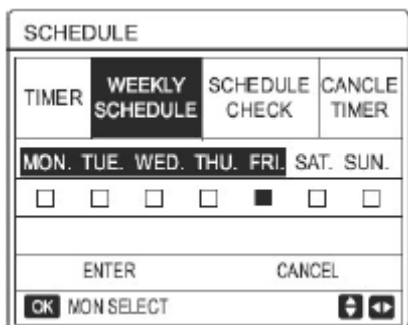 SCHEDULE
TIMER WEEKLY SCHEDULE SCHEDULE CHECK CANCLE TIMER
MON. TUE. WED. THU. FRI. SAT. SUN.
ENTER CANCEL
OK MON SELECT